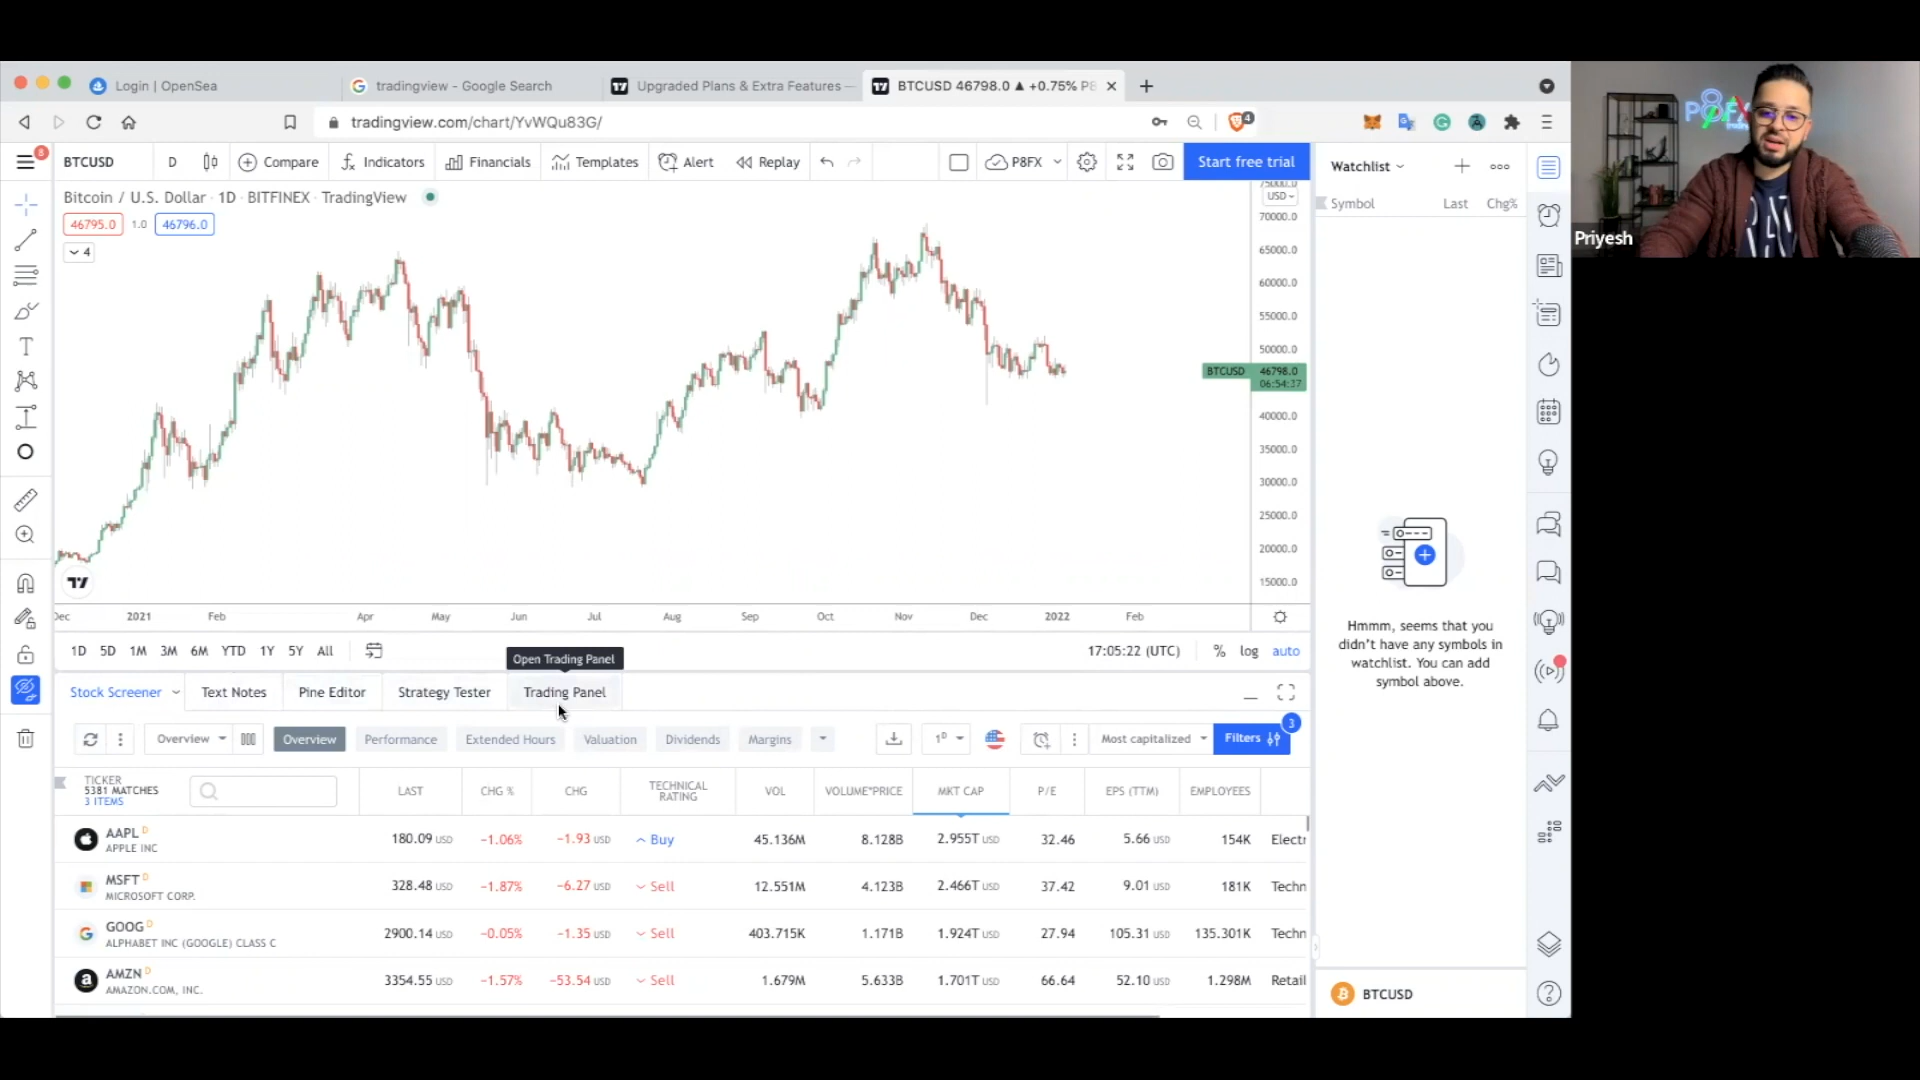 Login | OpenSea
tradingview - Google Search
Upgraded Plans & Extra Features —
BTCUSD 46798.0 ▲ +0.75% P8
tradingview.com/chart/YvWQu83G/
4
8
BTCUSD
D
Compare
Indicators
Financials
Templates
Alert
Replay
P8FX
Start free trial
Watchlist
Symbol Last Chg%
Priyesh
Bitcoin / U.S. Dollar · 1D · BITFINEX · TradingView
46795.0 1.0 46796.0
4
75000.0
USD
70000.0
65000.0
60000.0
55000.0
50000.0
BTCUSD 46798.0
06:54:37
40000.0
35000.0
30000.0
25000.0
20000.0
15000.0
Dec 2021 Feb Apr May Jun Jul Aug Sep Oct Nov Dec 2022 Feb
1D 5D 1M 3M 6M YTD 1Y 5Y All
17:05:22 (UTC) % log auto
Open Trading Panel
Stock Screener Text Notes Pine Editor Strategy Tester Trading Panel
Overview Overview Performance Extended Hours Valuation Dividends Margins 1D Most capitalized Filters 3
TICKER
5381 MATCHES
3 ITEMS
LAST CHG % CHG TECHNICAL RATING VOL VOLUME*PRICE MKT CAP P/E EPS (TTM) EMPLOYEES
AAPL D 180.09 USD −1.06% −1.93 USD Buy 45.136M 8.128B 2.955T USD 32.46 5.66 USD 154K Electr
APPLE INC
MSFT D 328.48 USD −1.87% −6.27 USD Sell 12.551M 4.123B 2.466T USD 37.42 9.01 USD 181K Techn
MICROSOFT CORP.
GOOG D 2900.14 USD −0.05% −1.35 USD Sell 403.715K 1.171B 1.924T USD 27.94 105.31 USD 135.301K Techn
ALPHABET INC (GOOGLE) CLASS C
AMZN D 3354.55 USD −1.57% −53.54 USD Sell 1.679M 5.633B 1.701T USD 66.64 52.10 USD 1.298M Retail
AMAZON.COM, INC.
Hmmm, seems that you
didn't have any symbols in
watchlist. You can add
symbol above.
BTCUSD